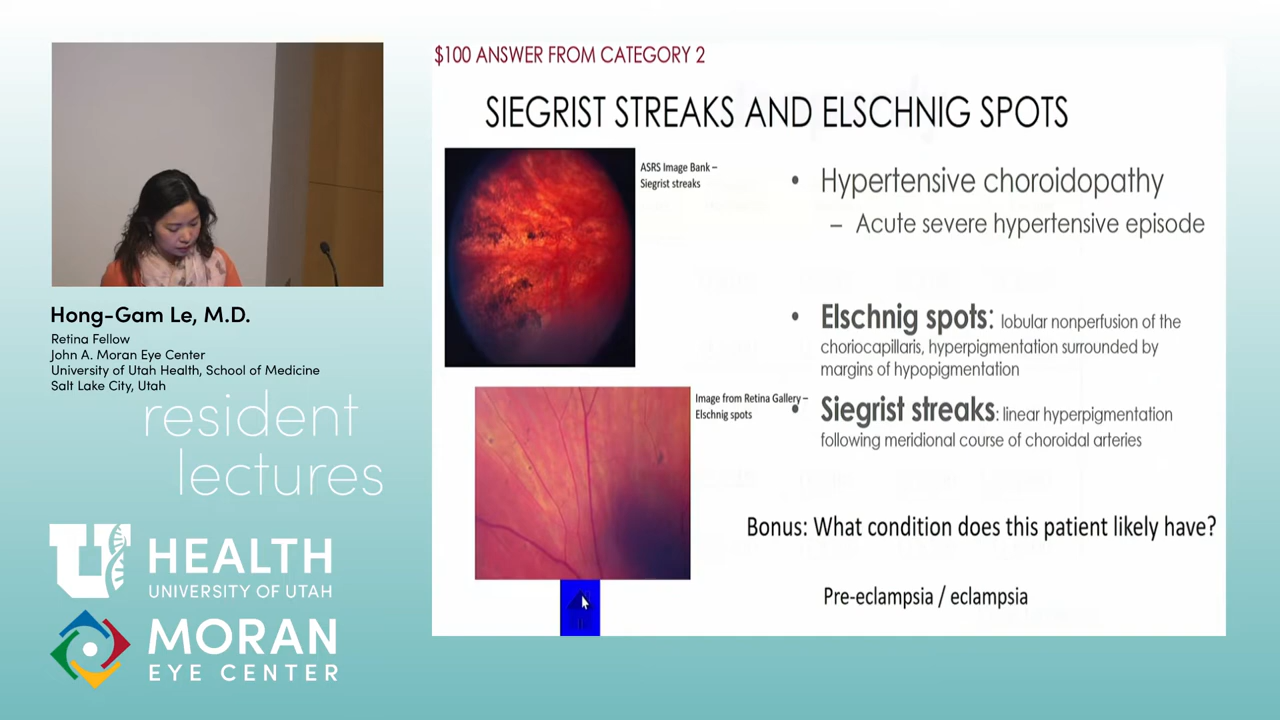 $100 ANSWER FROM CATEGORY 2
SIEGRIST STREAKS AND ELSCHNIG SPOTS
ASRS Image Bank –
Siegrist streaks
• Hypertensive choroidopathy
– Acute severe hypertensive episode
• Elschnig spots: lobular nonperfusion of the
choriocapillaris, hyperpigmentation surrounded by
margins of hypopigmentation
Image from Retina Gallery –
Elschnig spots
• Siegrist streaks: linear hyperpigmentation
following meridional course of choroidal arteries
Bonus: What condition does this patient likely have?
Pre-eclampsia / eclampsia
Hong-Gam Le, M.D.
Retina Fellow
John A. Moran Eye Center
University of Utah Health, School of Medicine
Salt Lake City, Utah
resident
lectures
U HEALTH
UNIVERSITY OF UTAH
MORAN
EYE CENTER